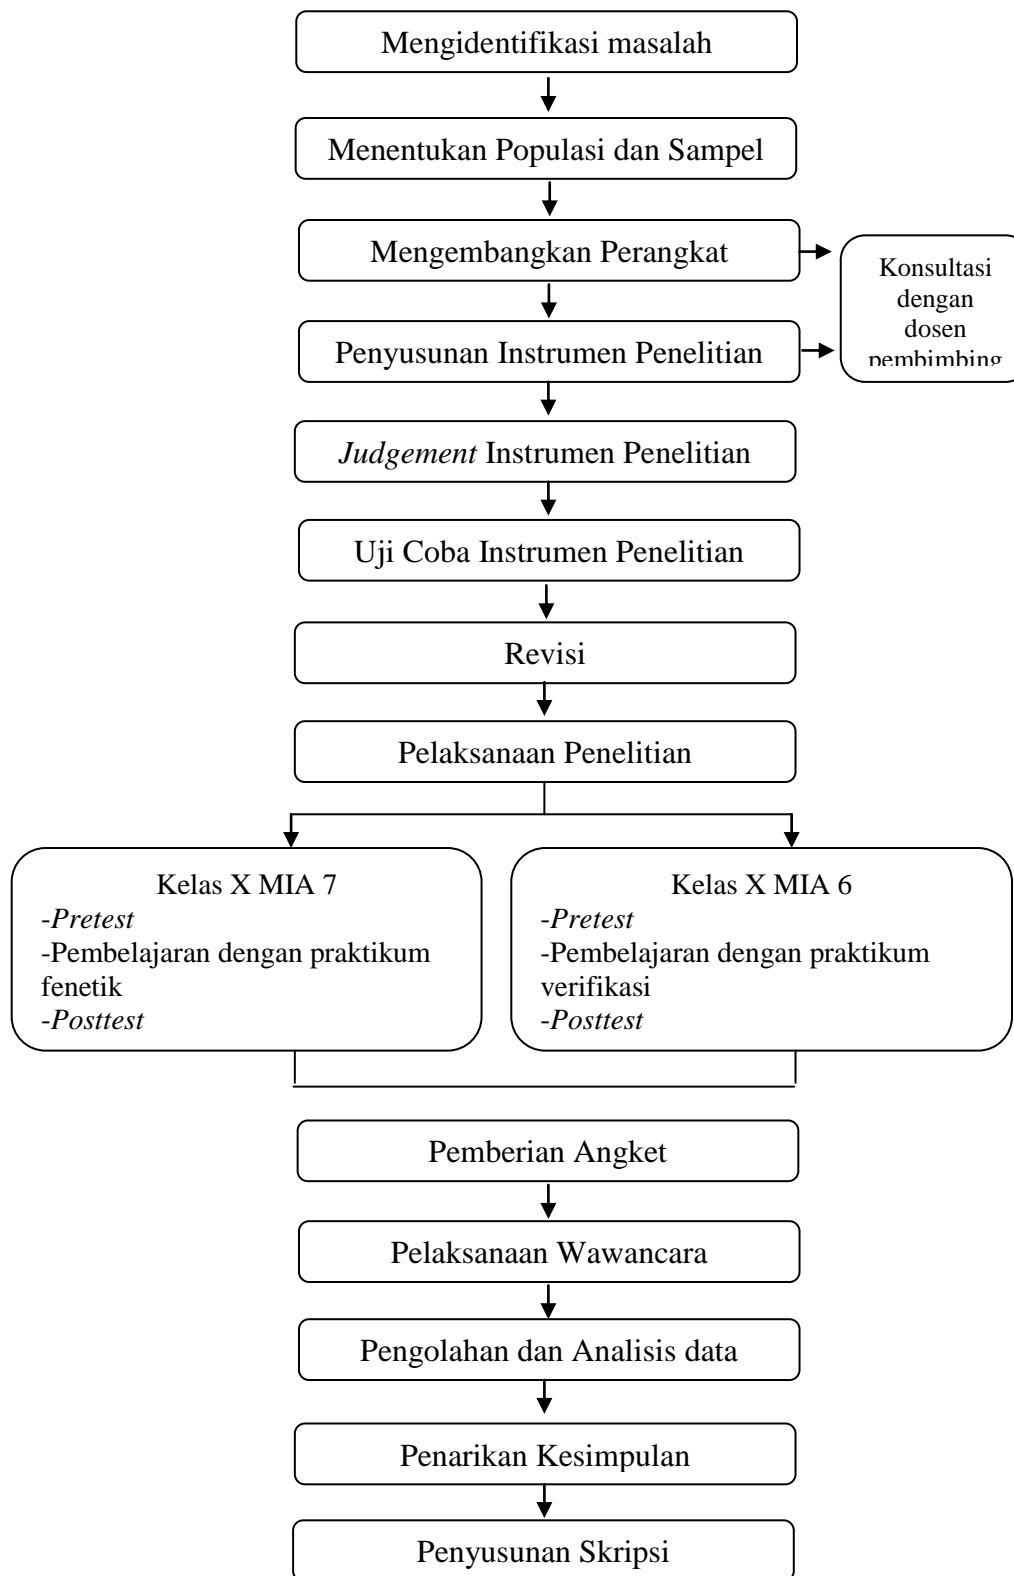 Mengidentifikasi masalah
Menentukan Populasi dan Sampel
Mengembangkan Perangkat
Konsultasi
dengan
dosen
pembimbing
Penyusunan Instrumen Penelitian
Judgement Instrumen Penelitian
Uji Coba Instrumen Penelitian
Revisi
Pelaksanaan Penelitian
Kelas X MIA 7
-Pretest
-Pembelajaran dengan praktikum
fenetik
-Posttest
Kelas X MIA 6
-Pretest
-Pembelajaran dengan praktikum
verifikasi
-Posttest
Pemberian Angket
Pelaksanaan Wawancara
Pengolahan dan Analisis data
Penarikan Kesimpulan
Penyusunan Skripsi